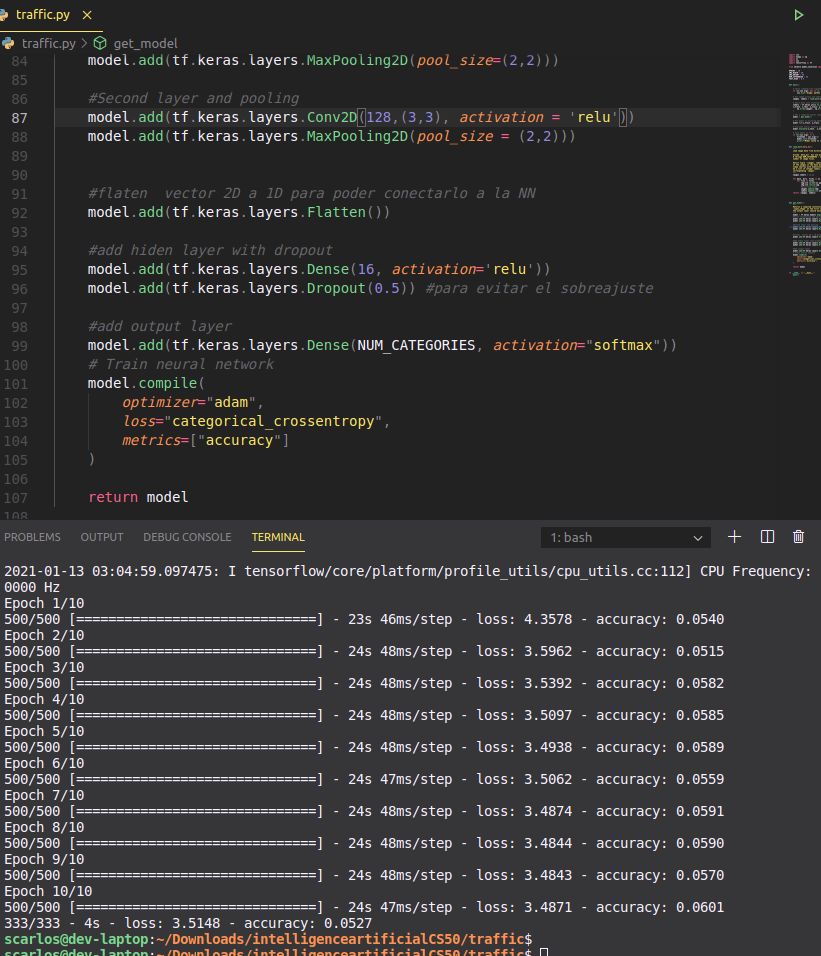 traffic.py
traffic.py > get_model
84 model.add(tf.keras.layers.MaxPooling2D(pool_size=(2,2)))
85
86 #Second layer and pooling
87 model.add(tf.keras.layers.Conv2D(128,(3,3), activation = 'relu'))
88 model.add(tf.keras.layers.MaxPooling2D(pool_size = (2,2)))
89
90
91 #flaten  vector 2D a 1D para poder conectarlo a la NN
92 model.add(tf.keras.layers.Flatten())
93
94 #add hiden layer with dropout
95 model.add(tf.keras.layers.Dense(16, activation='relu'))
96 model.add(tf.keras.layers.Dropout(0.5)) #para evitar el sobreajuste
97
98 #add output layer
99 model.add(tf.keras.layers.Dense(NUM_CATEGORIES, activation="softmax"))
100 # Train neural network
101 model.compile(
102 optimizer="adam",
103 loss="categorical_crossentropy",
104 metrics=["accuracy"]
105 )
106
107 return model
108
PROBLEMS OUTPUT DEBUG CONSOLE TERMINAL 1: bash
2021-01-13 03:04:59.097475: I tensorflow/core/platform/profile_utils/cpu_utils.cc:112] CPU Frequency:
0000 Hz
Epoch 1/10
500/500 [==============================] - 23s 46ms/step - loss: 4.3578 - accuracy: 0.0540
Epoch 2/10
500/500 [==============================] - 24s 48ms/step - loss: 3.5962 - accuracy: 0.0515
Epoch 3/10
500/500 [==============================] - 24s 48ms/step - loss: 3.5392 - accuracy: 0.0582
Epoch 4/10
500/500 [==============================] - 24s 48ms/step - loss: 3.5097 - accuracy: 0.0585
Epoch 5/10
500/500 [==============================] - 24s 48ms/step - loss: 3.4938 - accuracy: 0.0589
Epoch 6/10
500/500 [==============================] - 24s 47ms/step - loss: 3.5062 - accuracy: 0.0559
Epoch 7/10
500/500 [==============================] - 24s 48ms/step - loss: 3.4874 - accuracy: 0.0591
Epoch 8/10
500/500 [==============================] - 24s 48ms/step - loss: 3.4844 - accuracy: 0.0590
Epoch 9/10
500/500 [==============================] - 24s 48ms/step - loss: 3.4843 - accuracy: 0.0570
Epoch 10/10
500/500 [==============================] - 24s 47ms/step - loss: 3.4871 - accuracy: 0.0601
333/333 - 4s - loss: 3.5148 - accuracy: 0.0527
scarlos@dev-laptop:~/Downloads/intelligenceartificialCS50/traffic$
scarlos@dev-laptop:~/Downloads/intelligenceartificialCS50/traffic$